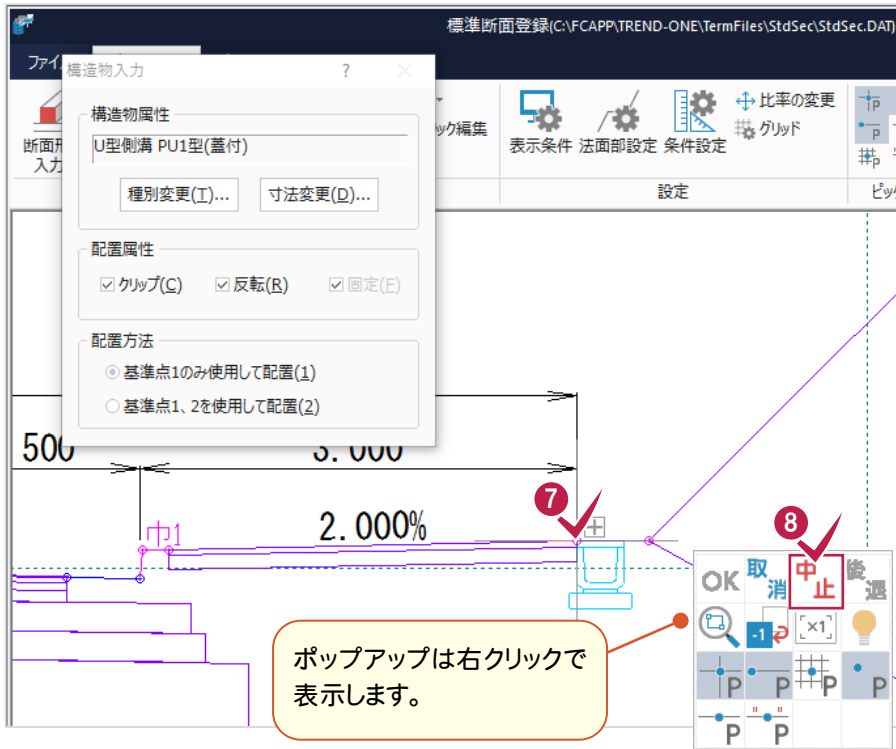 標準断面登録(C:\FCAPP\TREND-ONE\TermFiles\StdSec\StdSec.DAT)
ファイ
構造物入力 ?
構造物属性
U型側溝 PU1型(蓋付)
種別変更(T)... 寸法変更(D)...
配置属性
クリップ(C) 反転(R) 固定(F)
配置方法
基準点1のみ使用して配置(1)
基準点1、2を使用して配置(2)
断面形
入力
ック編集
表示条件 法面部設定 条件設定
比率の変更
グリッド
設定
ピッ
P
P
P
500 3.000
2.000%
巾1
7
8
OK 取消 中止 後退
-1 [×1]
P P P P
P P
ポップアップは右クリックで
表示します。